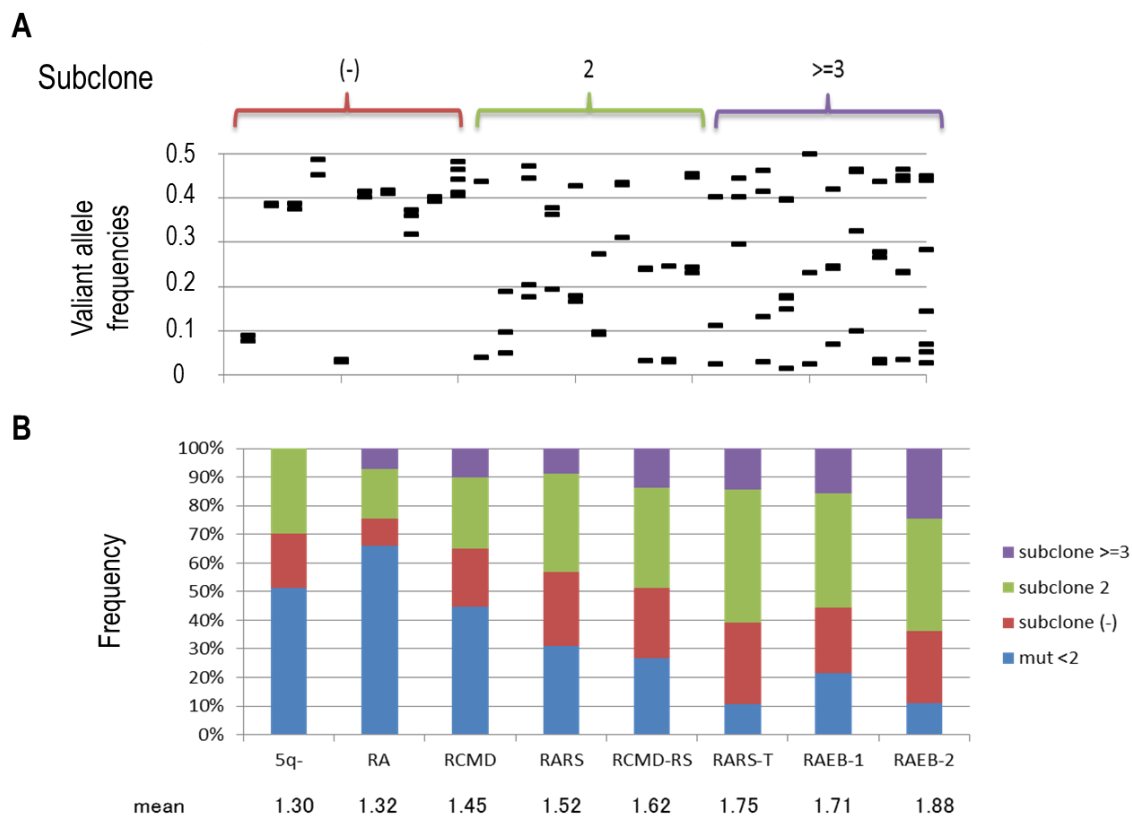 A
Subclone
(-)
2
>=3
0.5
0.4
0.3
0.2
0.1
0
Valiant allele
frequencies
B
100%
90%
80%
70%
60%
50%
40%
30%
20%
10%
0%
Frequency
subclone >=3
subclone 2
subclone (-)
mut <2
5q- RA RCMD RARS RCMD-RS RARS-T RAEB-1 RAEB-2
mean 1.30 1.32 1.45 1.52 1.62 1.75 1.71 1.88